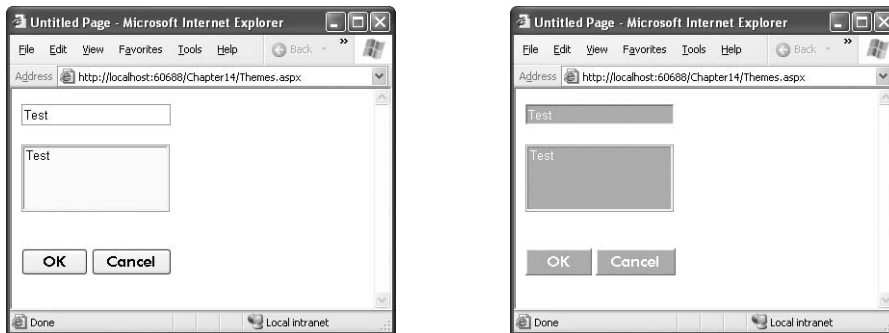 Untitled Page - Microsoft Internet Explorer
File Edit View Favorites Tools Help Back »
Address http://localhost:60688/Chapter14/Themes.aspx
Test
Test
OK Cancel
Done Local intranet
Untitled Page - Microsoft Internet Explorer
File Edit View Favorites Tools Help Back »
Address http://localhost:60688/Chapter14/Themes.aspx
Test
Test
OK Cancel
Done Local intranet